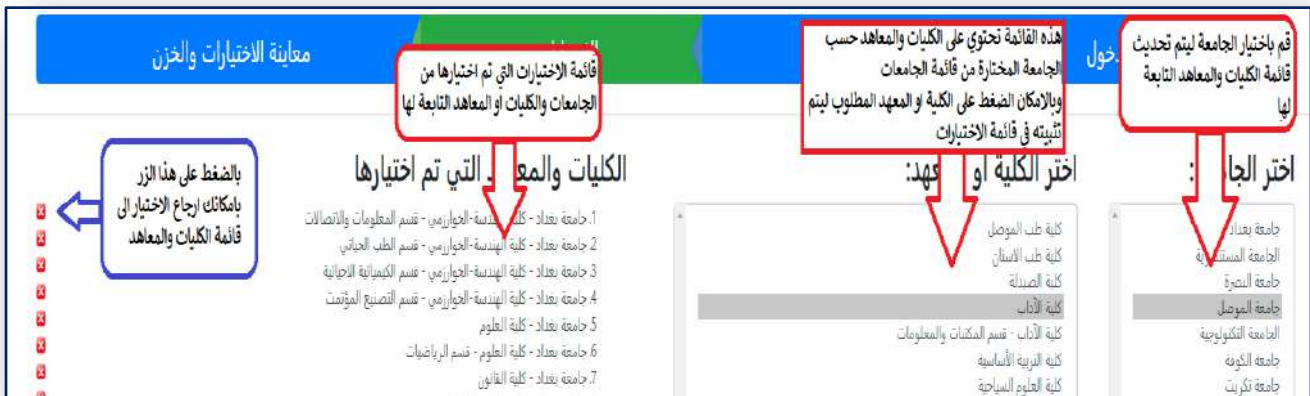 قم باختيار الجامعة ليتم تحديث
قائمة الكليات والمعاهد التابعة
لها
دخول
هذه القائمة تحتوي على الكليات والمعاهد حسب
الجامعة المختارة من قائمة الجامعات
وبالامكان الضغط على الكلية او المعهد المطلوب ليتم
تثبيته في قائمة الاختيارات
قائمة الاختيارات التي تم اختيارها من
الجامعات والكليات او المعاهد التابعة لها
معاينة الاختيارات والخزن
اختر :
جامعة بغداد
الجامعة المستنصرية
جامعة البصرة
جامعة الموصل
الجامعة التكنولوجية
جامعة الكوفة
جامعة تكريت
اختر الكلية او
كلية طب الموصل
كلية طب الاسنان
كلية الصيدلة
كلية الآداب
كلية الآداب - قسم المكتبات والمعلومات
كلية التربية الأساسية
كلية العلوم السياحية
الكليات التي تم اختيارها
1. جامعة بغداد - كلية الهندسة-الخوارزمي - قسم المعلومات والاتصالات
2. جامعة بغداد - كلية الهندسة-الخوارزمي - قسم الطب الحياتي
3. جامعة بغداد - كلية الهندسة-الخوارزمي - قسم الكيميائية الاحيائية
4. جامعة بغداد - كلية الهندسة-الخوارزمي - قسم التصنيع المؤتمت
5. جامعة بغداد - كلية العلوم
6. جامعة بغداد - كلية العلوم - قسم الرياضيات
7. جامعة بغداد - كلية القانون
بالضغط على هذا الزر
بامكانك ارجاع الاختيار الى
قائمة الكليات والمعاهد